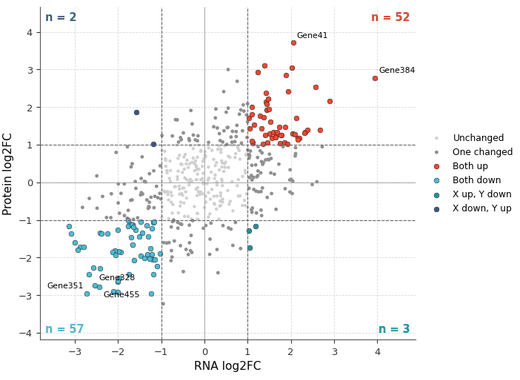 n = 2
n = 52
Gene41
Gene384
Gene328
Gene351
Gene455
n = 57
n = 3
4
3
2
1
0
−1
−2
−3
−4
Protein log2FC
−3
−2
−1
0
1
2
3
4
RNA log2FC
Unchanged
One changed
Both up
Both down
X up, Y down
X down, Y up